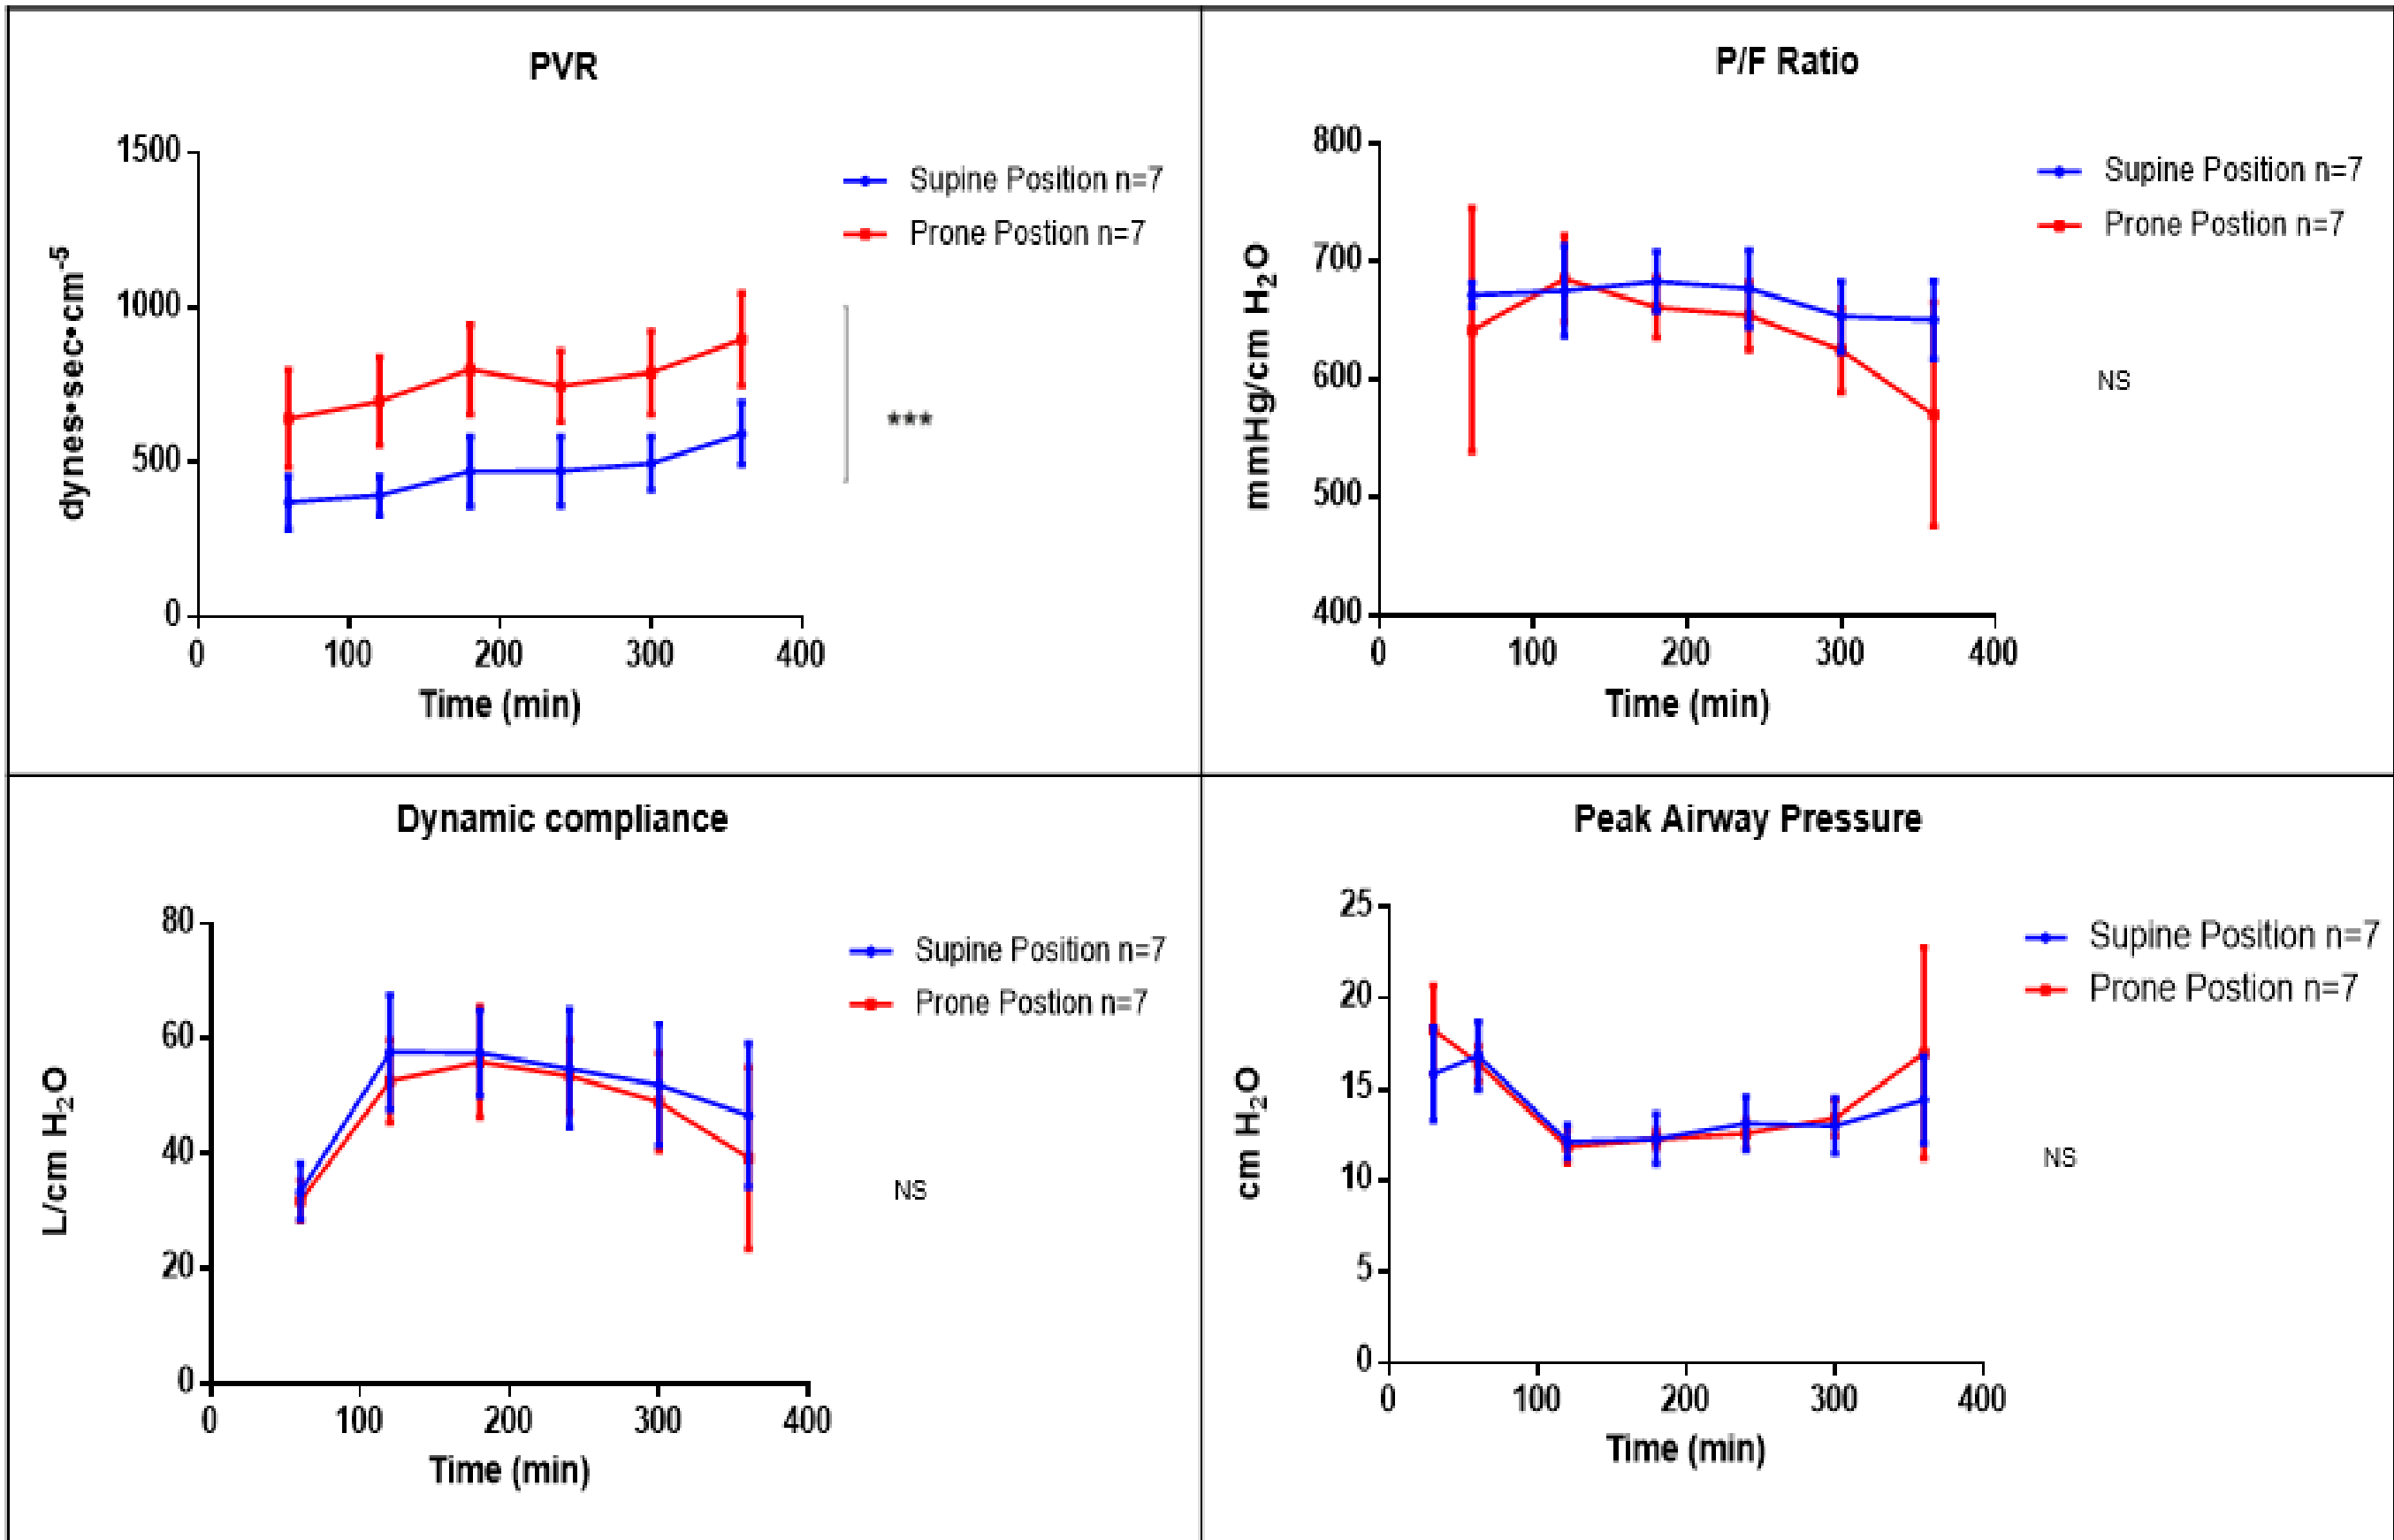 PVR
1500
1000
500
0
0 100 200 300 400
dynes•sec•cm⁻⁵
Time (min)
Supine Position n=7
Prone Postion n=7
***
P/F Ratio
800
700
600
500
400
0 100 200 300 400
mmHg/cm H₂O
Time (min)
Supine Position n=7
Prone Postion n=7
NS
Dynamic compliance
80
60
40
20
0
0 100 200 300 400
L/cm H₂O
Time (min)
Supine Position n=7
Prone Postion n=7
NS
Peak Airway Pressure
25
20
15
10
5
0
0 100 200 300 400
cm H₂O
Time (min)
Supine Position n=7
Prone Postion n=7
NS